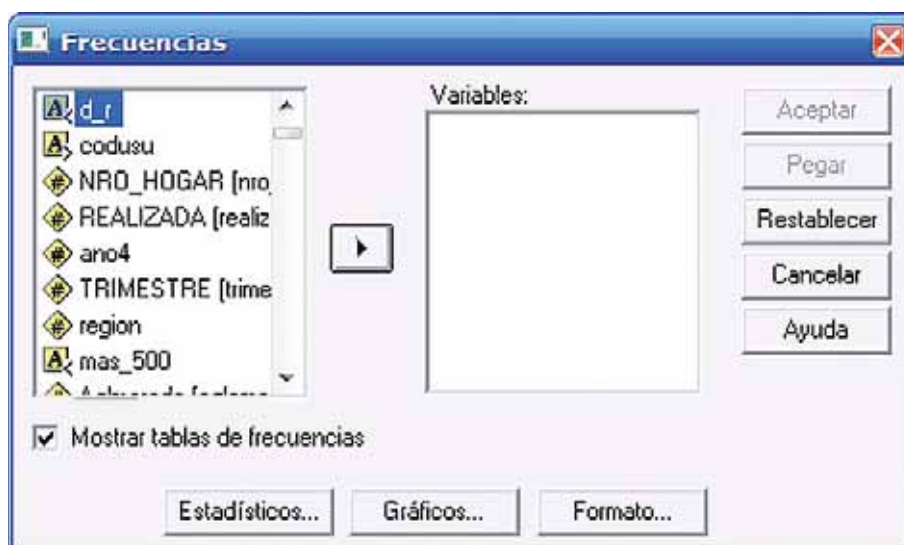 Frecuencias
d_r
codusu
NRO_HOGAR [nro_
REALIZADA [realiz
ano4
TRIMESTRE [trime
region
mas_500
Variables:
Aceptar
Pegar
Restablecer
Cancelar
Ayuda
Mostrar tablas de frecuencias
Estadísticos...
Gráficos...
Formato...